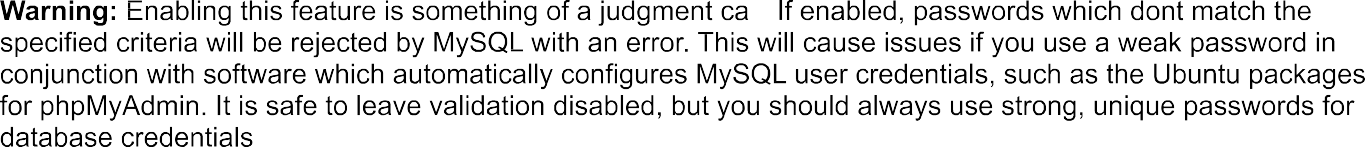 Warning: Enabling this feature is something of a judgment ca If enabled, passwords which dont match the
specified criteria will be rejected by MySQL with an error. This will cause issues if you use a weak password in
conjunction with software which automatically configures MySQL user credentials, such as the Ubuntu packages
for phpMyAdmin. It is safe to leave validation disabled, but you should always use strong, unique passwords for
database credentials